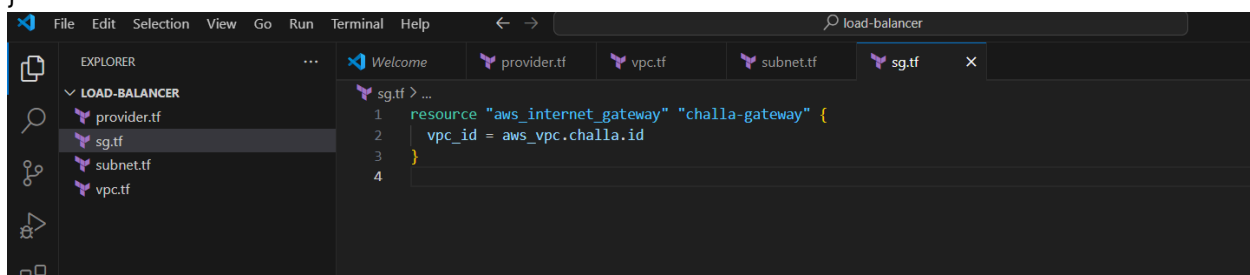 File Edit Selection View Go Run Terminal Help load-balancer
EXPLORER ... Welcome provider.tf vpc.tf subnet.tf sg.tf
LOAD-BALANCER
provider.tf
sg.tf
subnet.tf
vpc.tf
sg.tf > ...
1 resource "aws_internet_gateway" "challa-gateway" {
2 vpc_id = aws_vpc.challa.id
3 }
4